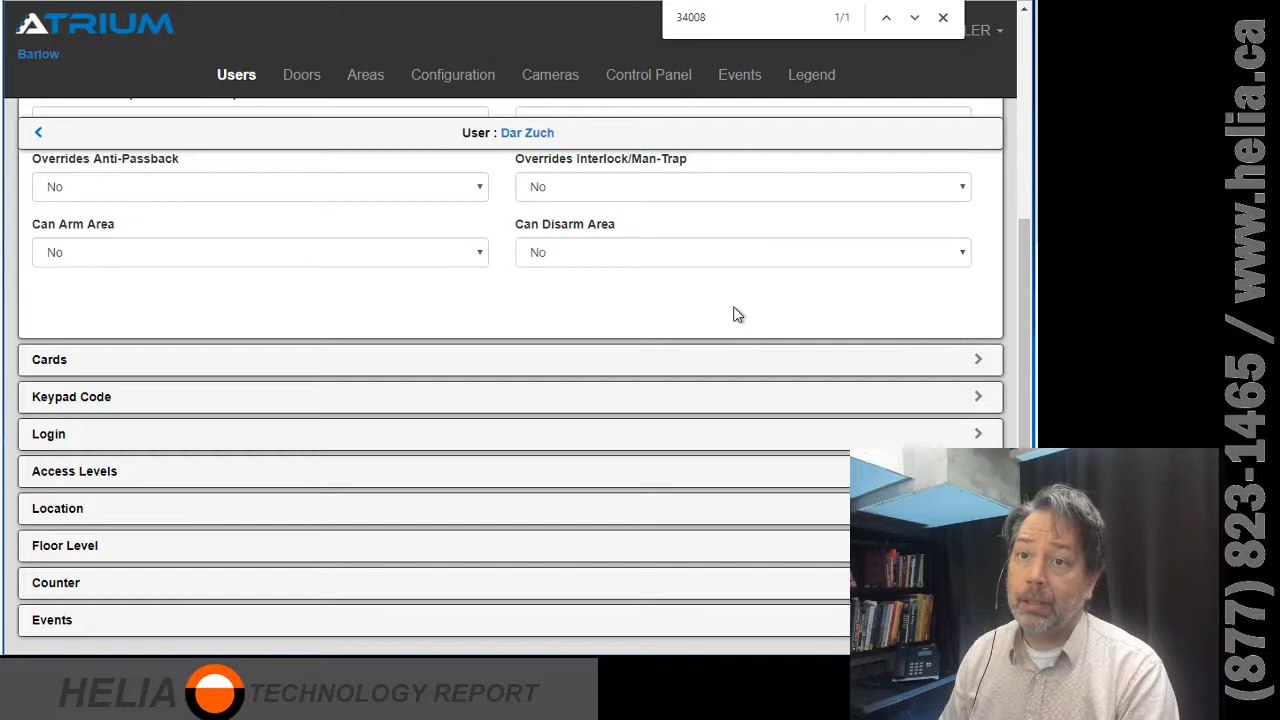 34008
1/1
ATRIUM
LER
Barlow
Users
Doors
Areas
Configuration
Cameras
Control Panel
Events
Legend
User : Dar Zuch
Overrides Anti-Passback
Overrides Interlock/Man-Trap
No
No
Can Arm Area
Can Disarm Area
No
No
Cards
Keypad Code
Login
Access Levels
Location
Floor Level
Counter
Events
HELIA TECHNOLOGY REPORT
(877) 823-1465 / www.helia.ca